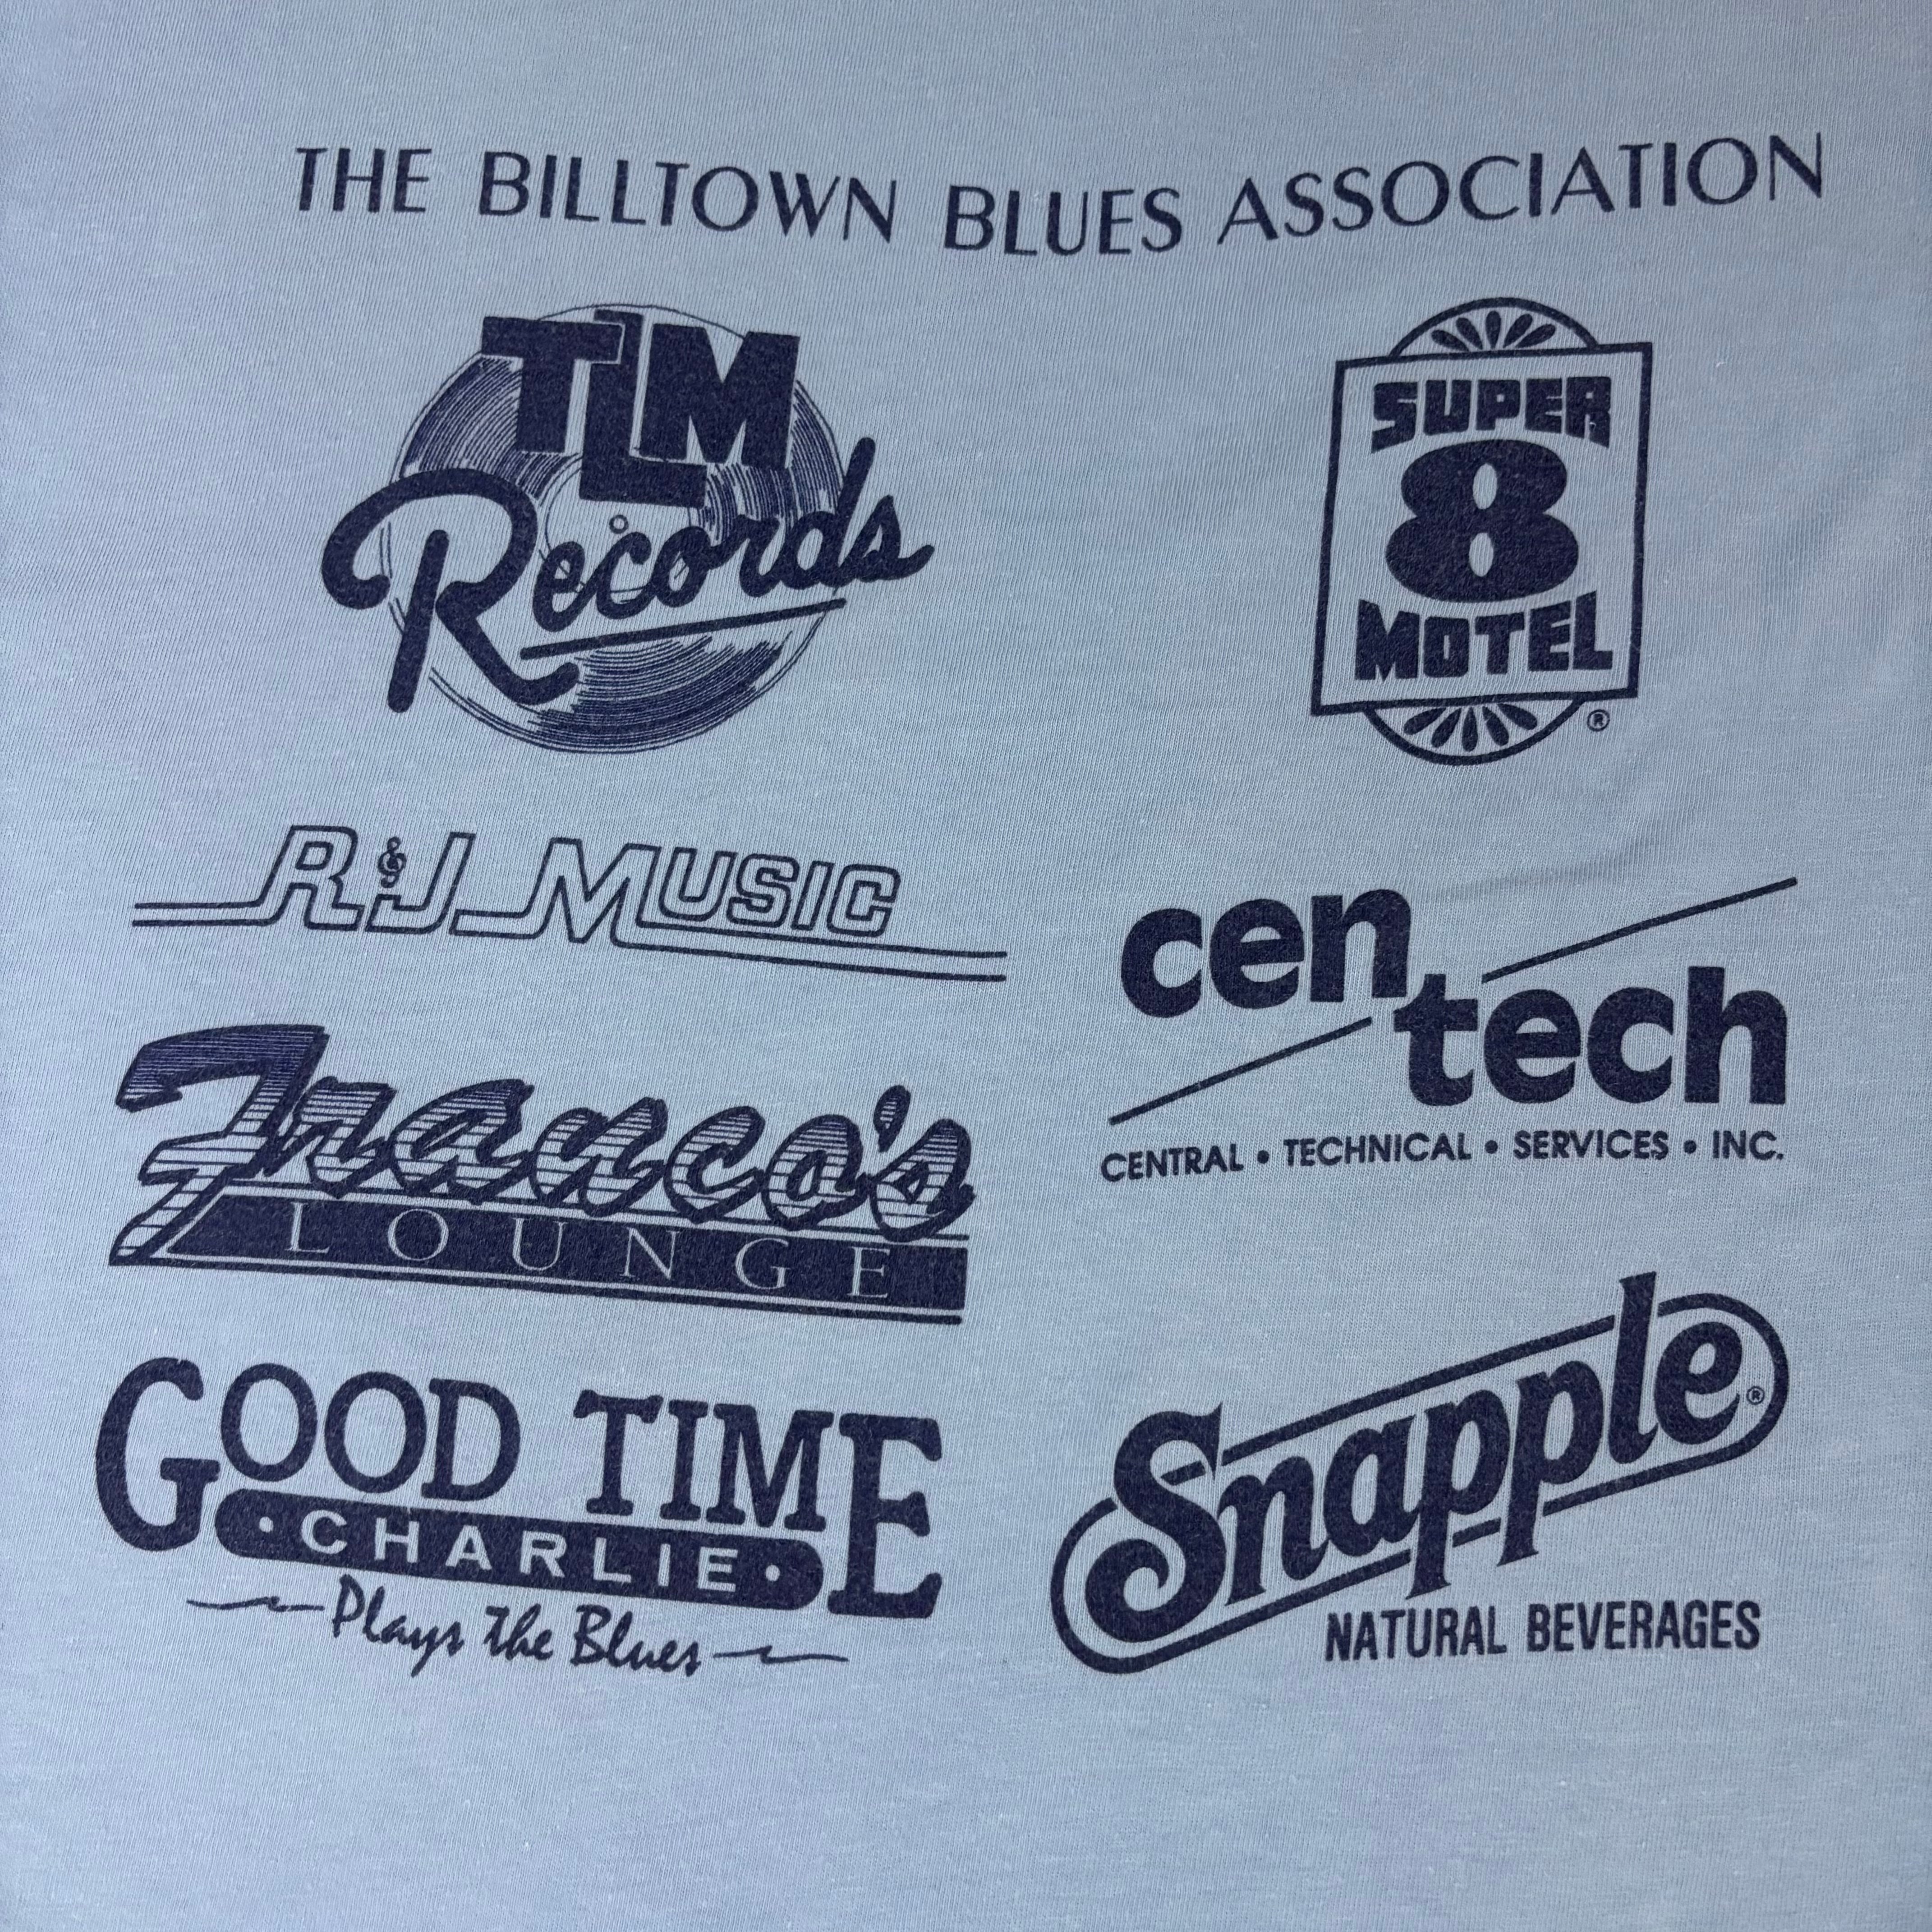 THE BILLTOWN BLUES ASSOCIATION
TLM
Records
SUPER
8
MOTEL
®
R&J MUSIC
cen
tech
CENTRAL • TECHNICAL • SERVICES • INC.
Franco's
LOUNGE
Snapple®
NATURAL BEVERAGES
GOOD TIME
• CHARLIE •
Plays the Blues